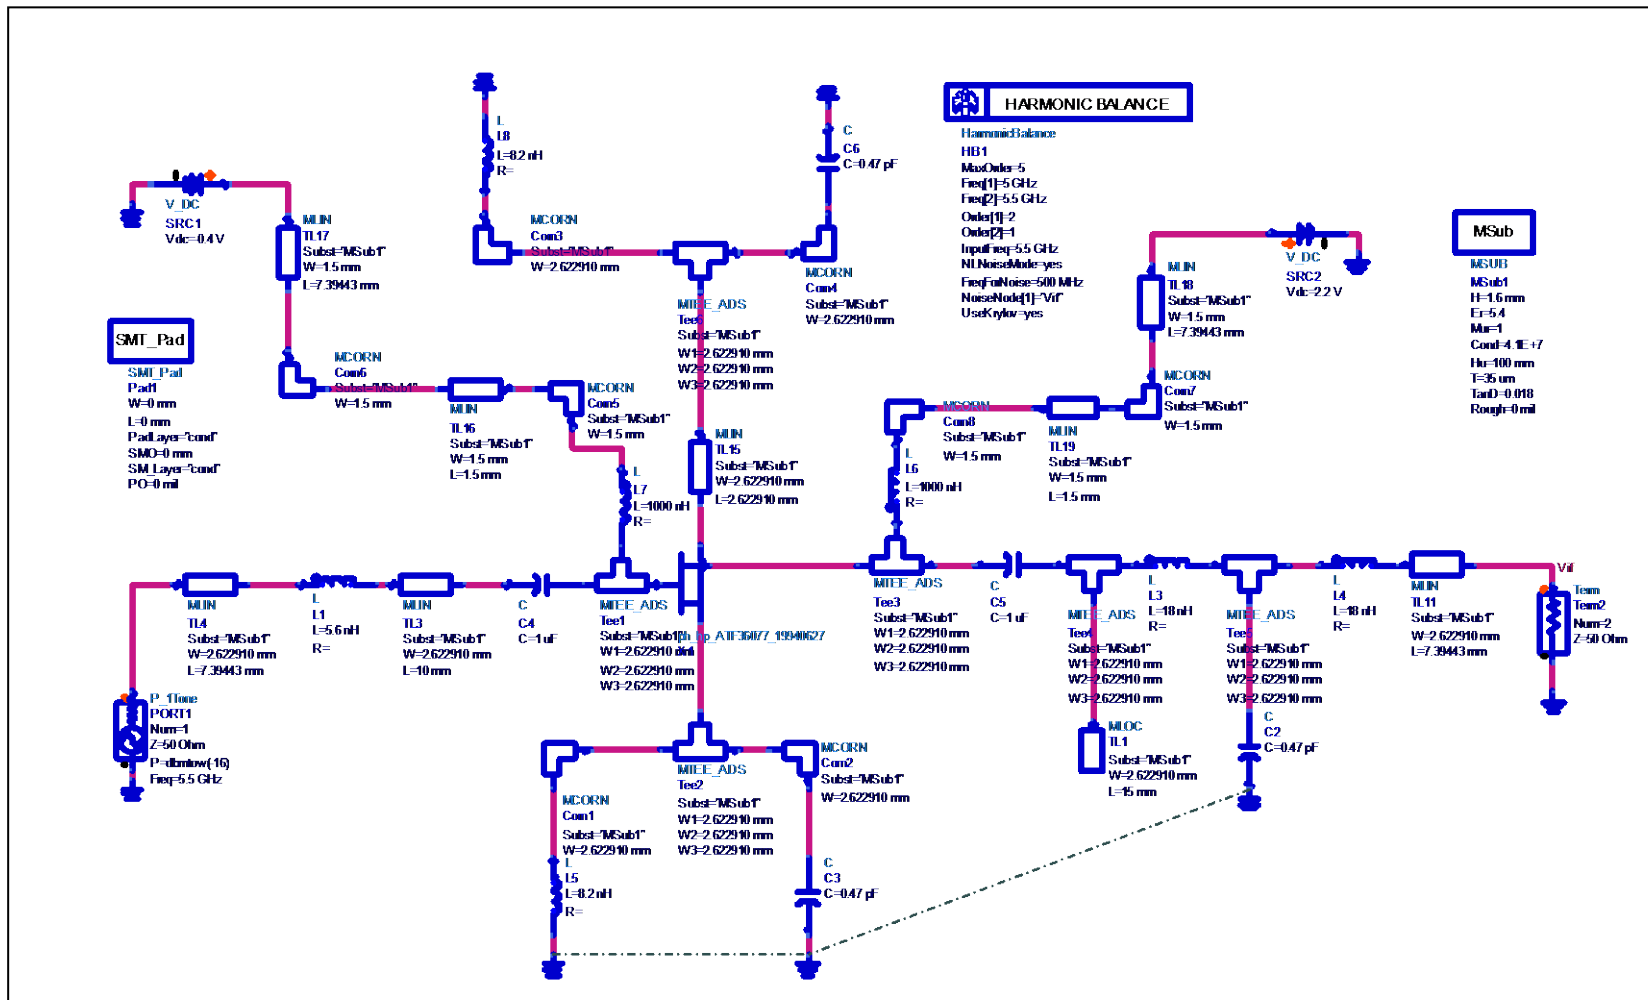 L
L8
L=8.2 nH
R=
C
C6
C=0.47 pF
HARMONIC BALANCE
HarmonicBalance
HB1
MaxOrder=5
Freq[1]=5 GHz
Freq[2]=5.5 GHz
Order[1]=2
Order[2]=1
InputFreq=5.5 GHz
NLNoiseMode=yes
FreqForNoise=500 MHz
NoiseNode[1]="Vif"
UseKrylov=yes
V_DC
SRC1
Vdc=0.4 V
MLIN
TL17
Subst="MSub1"
W=1.5 mm
L=7.39443 mm
MCORN
Corn3
Subst="MSub1"
W=2.622910 mm
MCORN
Corn4
Subst="MSub1"
W=2.622910 mm
MTEE_ADS
Tee6
Subst="MSub1"
W1=2.622910 mm
W2=2.622910 mm
W3=2.622910 mm
V_DC
SRC2
Vdc=2.2 V
MLIN
TL18
Subst="MSub1"
W=1.5 mm
L=7.39443 mm
MSub
MSUB
MSub1
H=1.6 mm
Er=5.4
Mur=1
Cond=4.1E+7
Hu=100 mm
T=35 um
TanD=0.018
Rough=0 mil
SMT_Pad
SMT_Pad
Pad1
W=0 mm
L=0 mm
PadLayer="cond"
SMO=0 mm
SM_Layer="cond"
PO=0 mil
MCORN
Corn6
Subst="MSub1"
W=1.5 mm
MLIN
TL16
Subst="MSub1"
W=1.5 mm
L=1.5 mm
MCORN
Corn5
Subst="MSub1"
W=1.5 mm
L
L7
L=1000 nH
R=
MLIN
TL15
Subst="MSub1"
W=2.622910 mm
L=2.622910 mm
MCORN
Corn8
Subst="MSub1"
W=1.5 mm
L
L6
L=1000 nH
R=
MLIN
TL19
Subst="MSub1"
W=1.5 mm
L=1.5 mm
MCORN
Corn7
Subst="MSub1"
W=1.5 mm
MLIN
TL4
Subst="MSub1"
W=2.622910 mm
L=7.39443 mm
L
L1
L=5.6 nH
R=
MLIN
TL3
Subst="MSub1"
W=2.622910 mm
L=10 mm
C
C4
C=1 uF
MTEE_ADS
Tee1
Subst="MSub1"
W1=2.622910 mm
W2=2.622910 mm
W3=2.622910 mm
ph_hp_ATF36077_19940627
MTEE_ADS
Tee3
Subst="MSub1"
W1=2.622910 mm
W2=2.622910 mm
W3=2.622910 mm
C
C5
C=1 uF
MTEE_ADS
Tee4
Subst="MSub1"
W1=2.622910 mm
W2=2.622910 mm
W3=2.622910 mm
L
L3
L=18 nH
R=
MTEE_ADS
Tee5
Subst="MSub1"
W1=2.622910 mm
W2=2.622910 mm
W3=2.622910 mm
L
L4
L=18 nH
R=
MLIN
TL11
Subst="MSub1"
W=2.622910 mm
L=7.39443 mm
Vif
Term
Term2
Num=2
Z=50 Ohm
P_1Tone
PORT1
Num=1
Z=50 Ohm
P=dbmtow(-16)
Freq=5.5 GHz
MTEE_ADS
Tee2
Subst="MSub1"
W1=2.622910 mm
W2=2.622910 mm
W3=2.622910 mm
MCORN
Corn2
Subst="MSub1"
W=2.622910 mm
MLOC
TL1
Subst="MSub1"
W=2.622910 mm
L=15 mm
C
C2
C=0.47 pF
MCORN
Corn1
Subst="MSub1"
W=2.622910 mm
L
L5
L=8.2 nH
R=
C
C3
C=0.47 pF